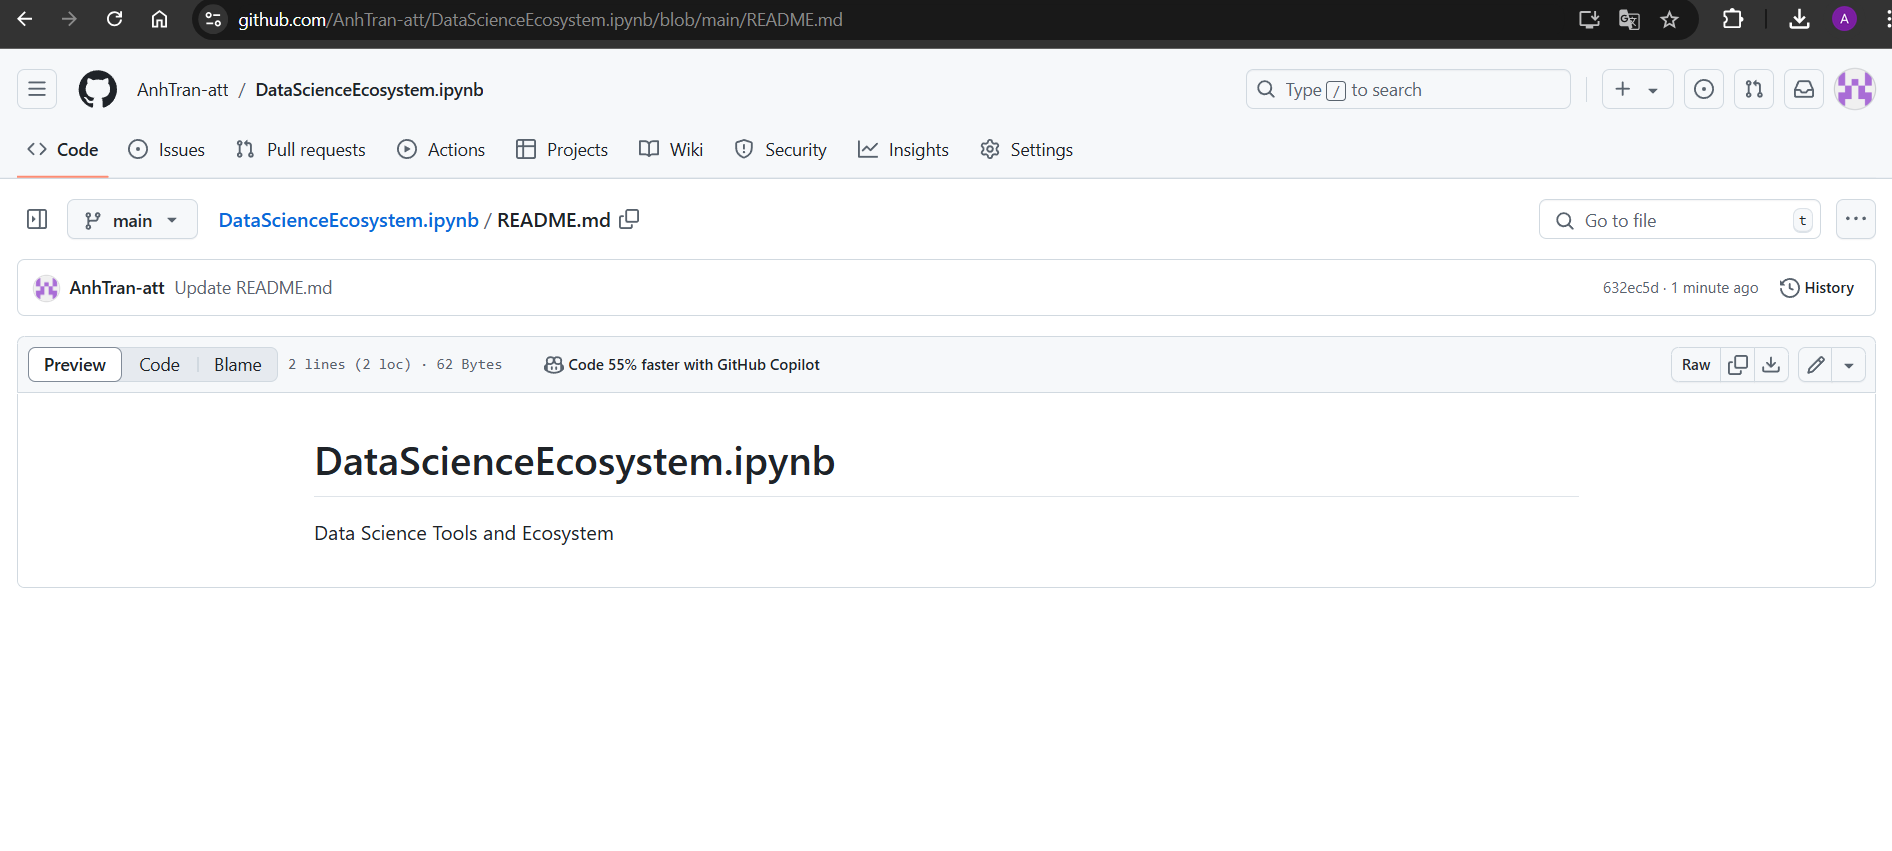 github.com/AnhTran-att/DataScienceEcosystem.ipynb/blob/main/README.md
A
AnhTran-att / DataScienceEcosystem.ipynb
Type / to search
Code Issues Pull requests Actions Projects Wiki Security Insights Settings
main DataScienceEcosystem.ipynb / README.md
Go to file t
AnhTran-att Update README.md 632ec5d · 1 minute ago History
Preview Code Blame 2 lines (2 loc) · 62 Bytes Code 55% faster with GitHub Copilot Raw
DataScienceEcosystem.ipynb
Data Science Tools and Ecosystem